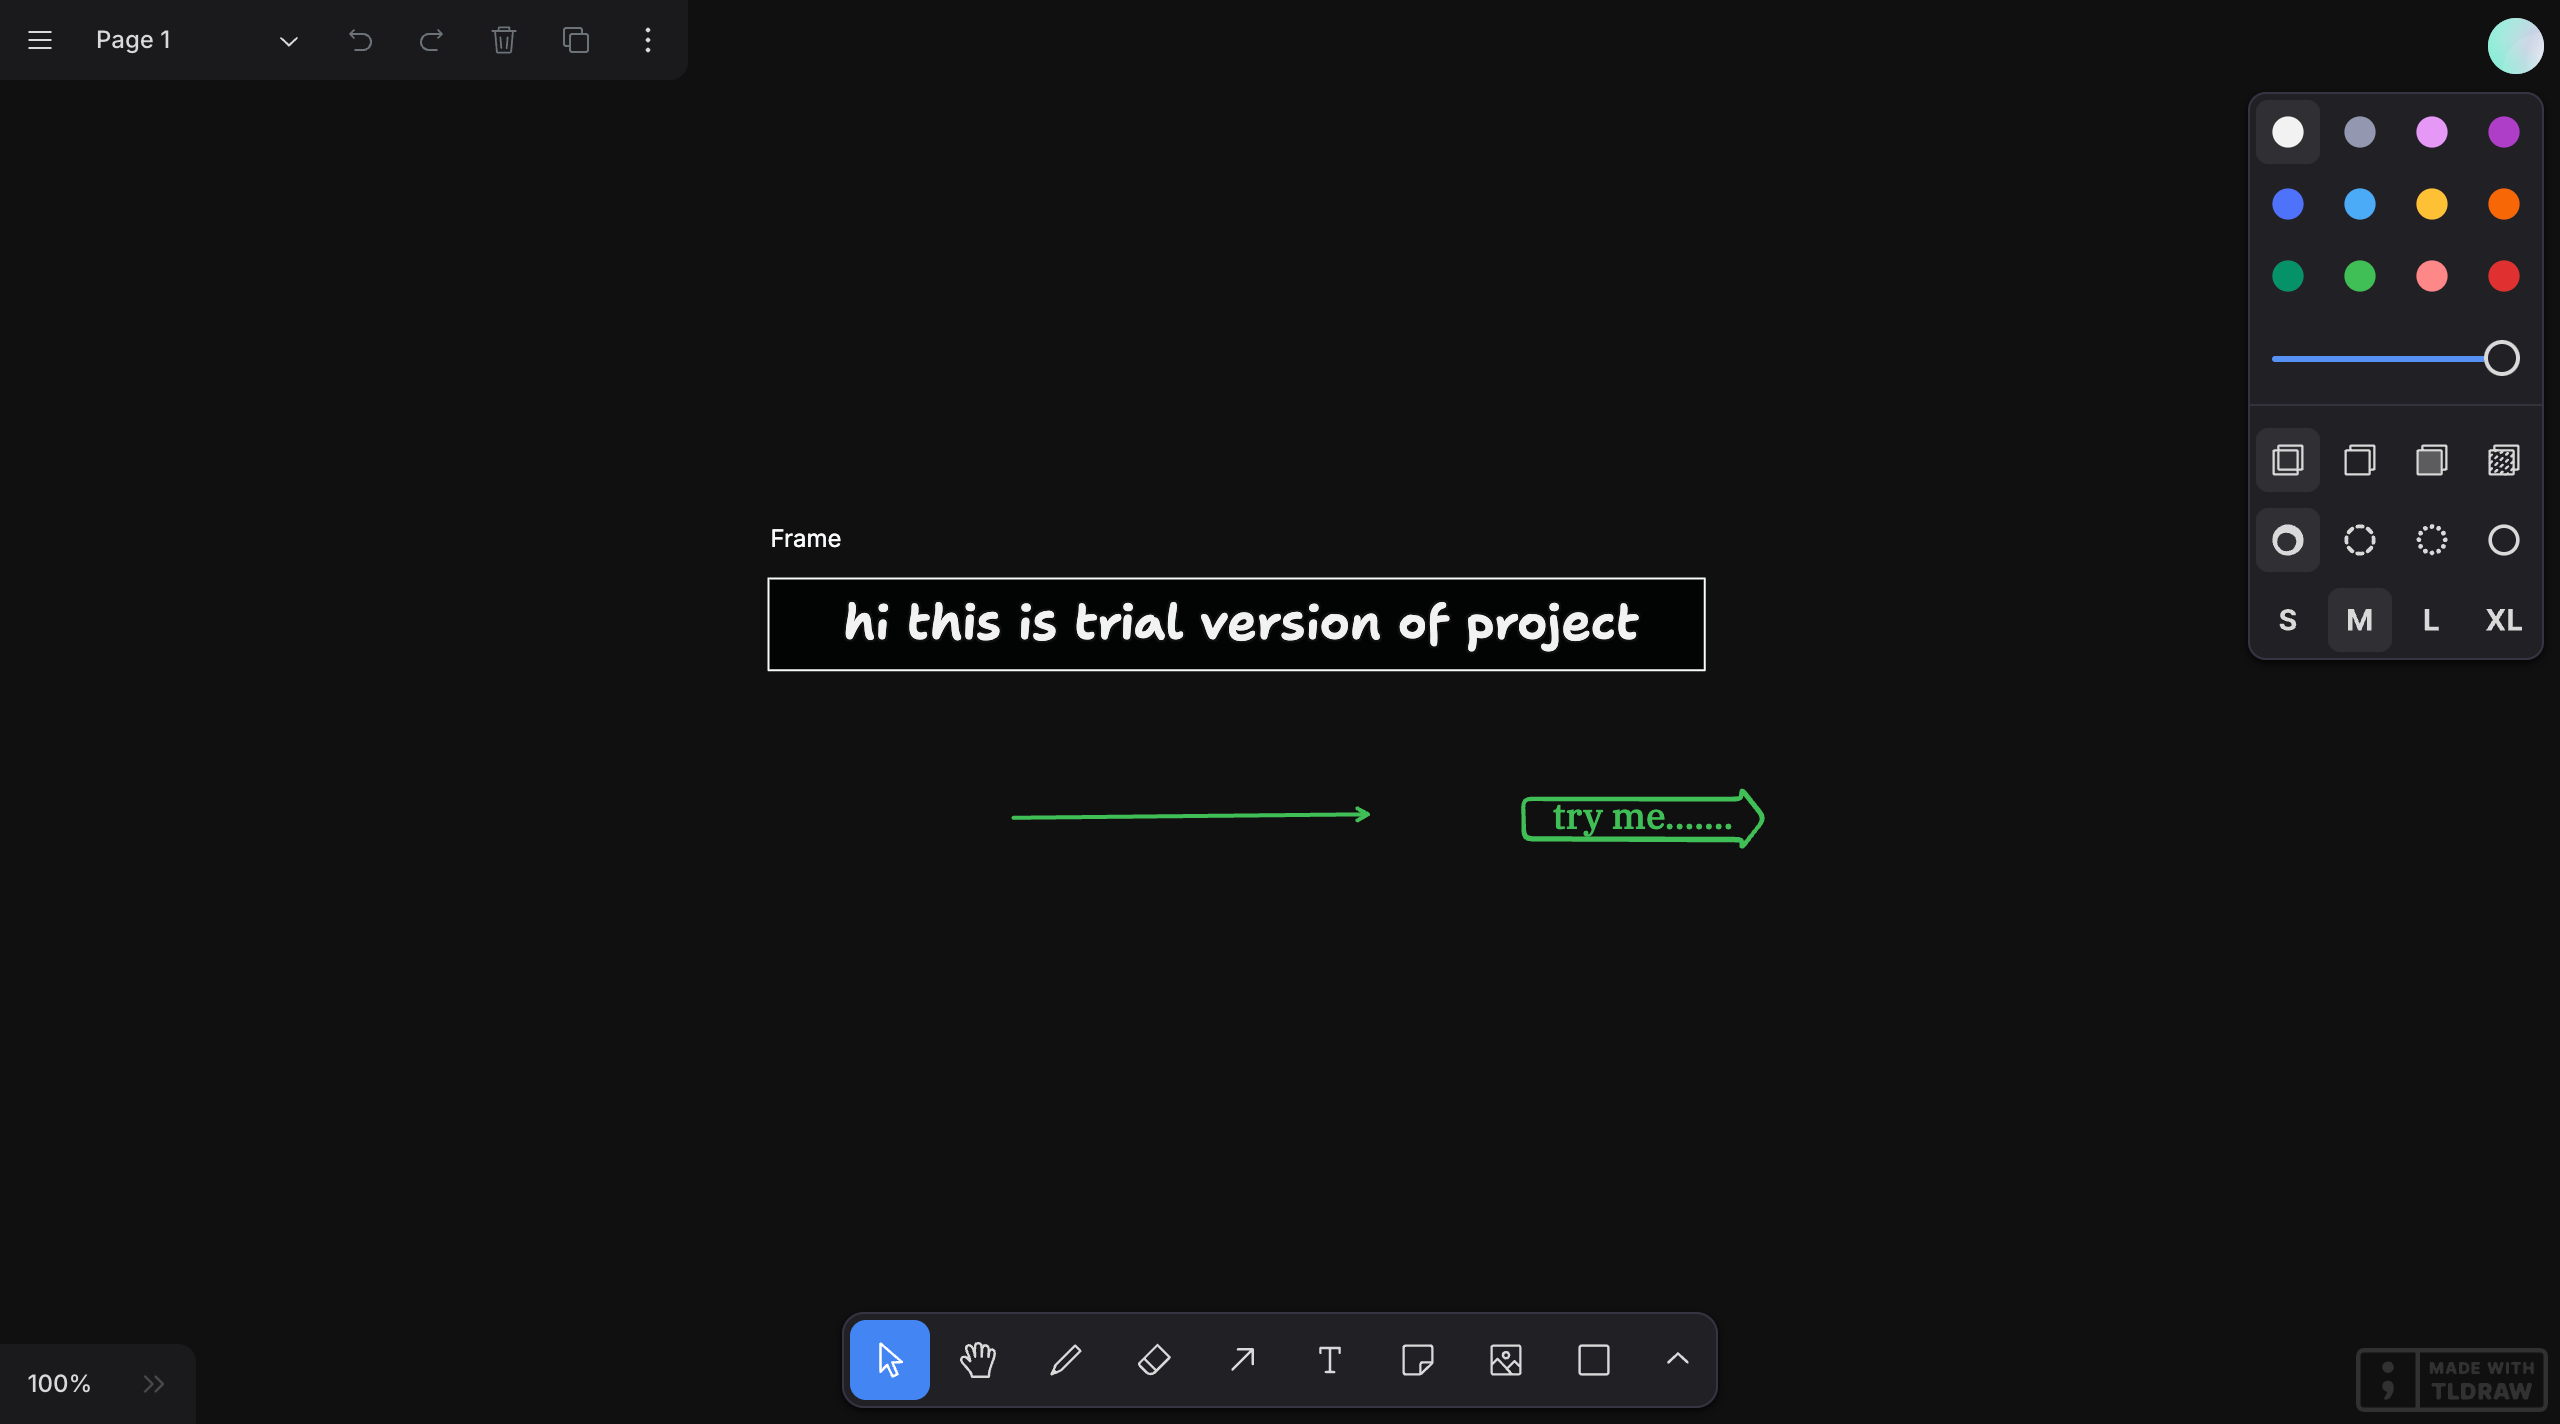 Page 1
Frame
hi this is trial version of project
try me.......
S M L XL
100%
MADE WITH
TLDRAW